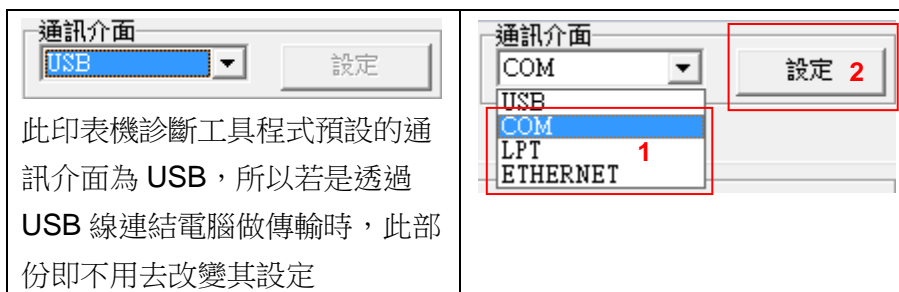 通訊介面
USB
設定
此印表機診斷工具程式預設的通
訊介面為 USB，所以若是透過
USB 線連結電腦做傳輸時，此部
份即不用去改變其設定
通訊介面
COM
設定 2
USB
COM
LPT
1
ETHERNET